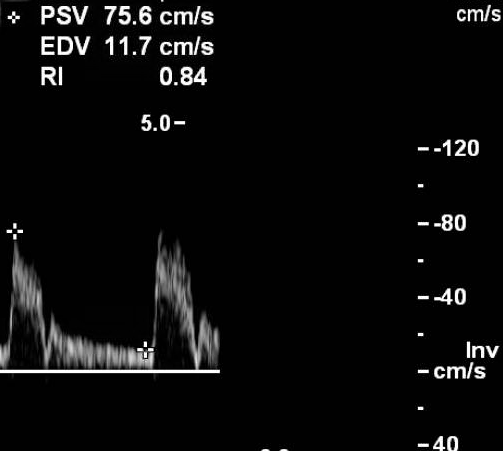 PSV 75.6 cm/s
cm/s
EDV 11.7 cm/s
RI 0.84
5.0
-120
-80
-40
Inv
cm/s
40